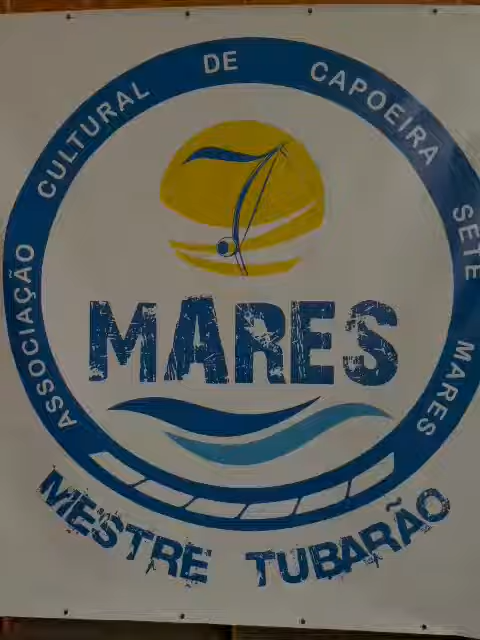 ASSOCIAÇÃO CULTURAL DE CAPOEIRA SETE MARES
7
MARES
MESTRE TUBARÃO